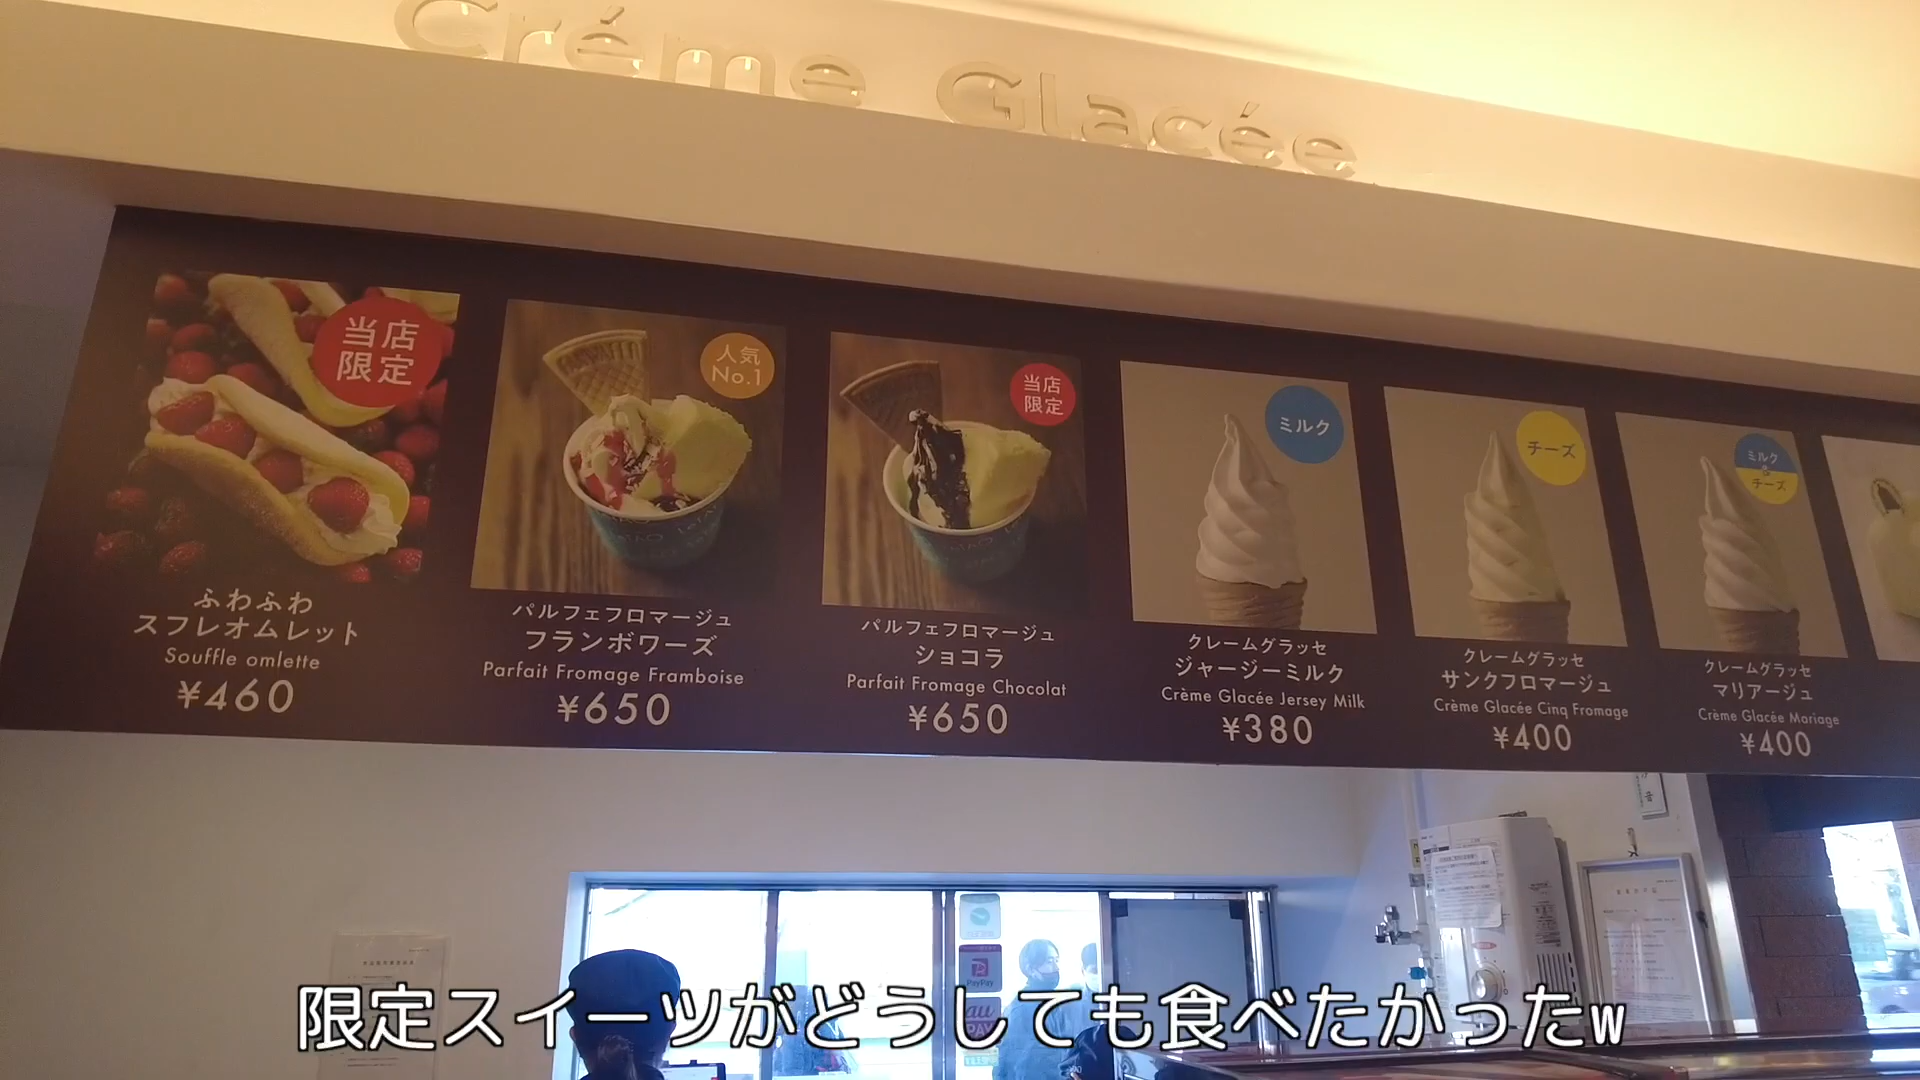 Créme Glacée
当店
限定
ふわふわ
スフレオムレット
Souffle omlette
¥460
人気
No.1
パルフェフロマージュ
フランボワーズ
Parfait Fromage Framboise
¥650
当店
限定
パルフェフロマージュ
ショコラ
Parfait Fromage Chocolat
¥650
ミルク
クレームグラッセ
ジャージーミルク
Crème Glacée Jersey Milk
¥380
チーズ
クレームグラッセ
サンクフロマージュ
Crème Glacée Cinq Fromage
¥400
ミルク
&
チーズ
クレームグラッセ
マリアージュ
Crème Glacée Mariage
¥400
PayPay
au
PAY
限定スイーツがどうしても食べたかったw